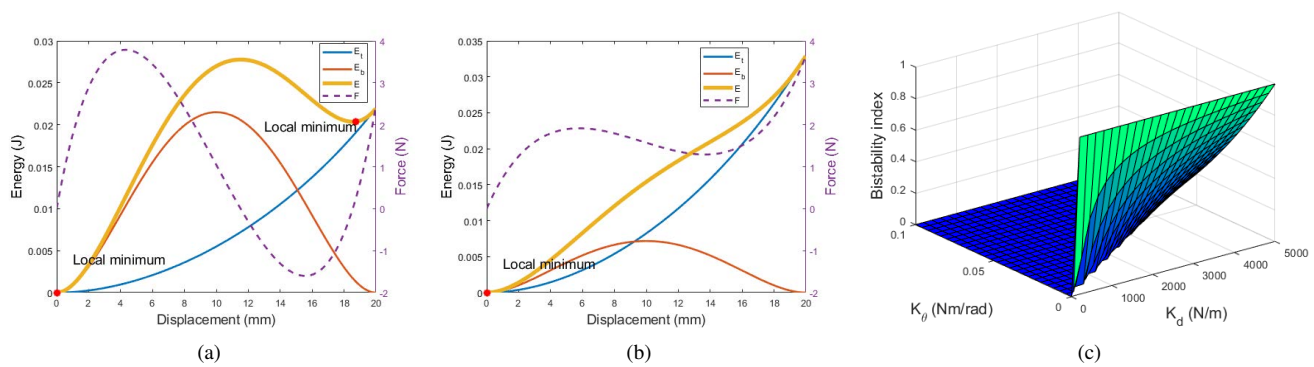 0.03
0.025
0.02
0.015
0.01
0.005
0
Energy (J)
4
3
2
1
0
-1
-2
Force (N)
E_t
E_b
E
F
Local minimum
Local minimum
0 2 4 6 8 10 12 14 16 18 20
Displacement (mm)
(a)
0.035
0.03
0.025
0.02
0.015
0.01
0.005
0
Energy (J)
4
3
2
1
0
-1
-2
Force (N)
E_t
E_b
E
F
Local minimum
0 2 4 6 8 10 12 14 16 18 20
Displacement (mm)
(b)
1
0.8
0.6
0.4
0.2
0
Bistability index
0.1
0.05
0
K_θ (Nm/rad)
0 1000 2000 3000 4000 5000
K_d (N/m)
(c)